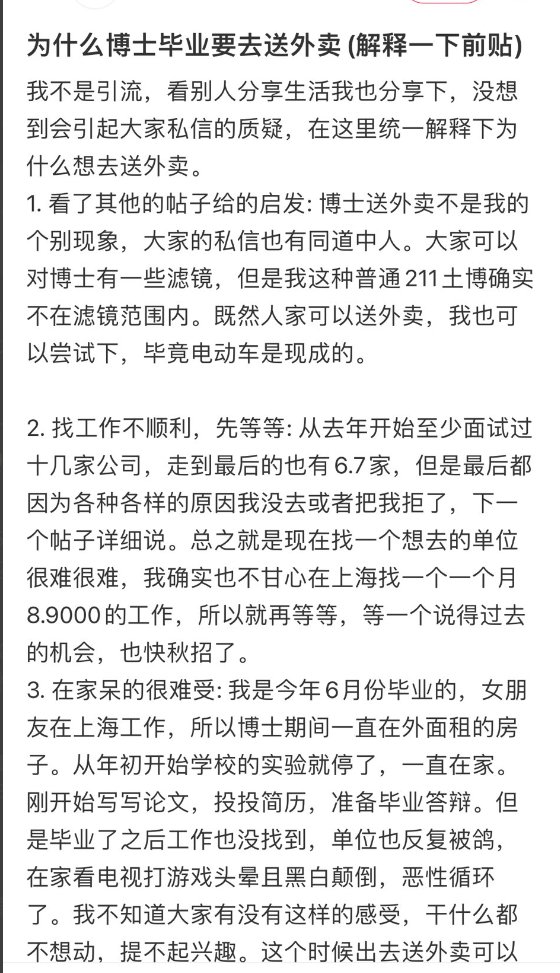 为什么博士毕业要去送外卖 (解释一下前贴)
我不是引流，看别人分享生活我也分享下，没想
到会引起大家私信的质疑，在这里统一解释下为
什么想去送外卖。
1. 看了其他的帖子给的启发: 博士送外卖不是我的
个别现象，大家的私信也有同道中人。大家可以
对博士有一些滤镜，但是我这种普通211土博确实
不在滤镜范围内。既然人家可以送外卖，我也可
以尝试下，毕竟电动车是现成的。
2. 找工作不顺利，先等等: 从去年开始至少面试过
十几家公司，走到最后的也有6.7家，但是最后都
因为各种各样的原因我没去或者把我拒了，下一
个帖子详细说。总之就是现在找一个想去的单位
很难很难，我确实也不甘心在上海找一个一个月
8.9000的工作，所以就再等等，等一个说得过去
的机会，也快秋招了。
3. 在家呆的很难受: 我是今年6月份毕业的，女朋
友在上海工作，所以博士期间一直在外面租的房
子。从年初开始学校的实验就停了，一直在家。
刚开始写写论文，投投简历，准备毕业答辩。但
是毕业了之后工作也没找到，单位也反复被鸽，
在家看电视打游戏头晕且黑白颠倒，恶性循环
了。我不知道大家有没有这样的感受，干什么都
不想动，提不起兴趣。这个时候出去送外卖可以